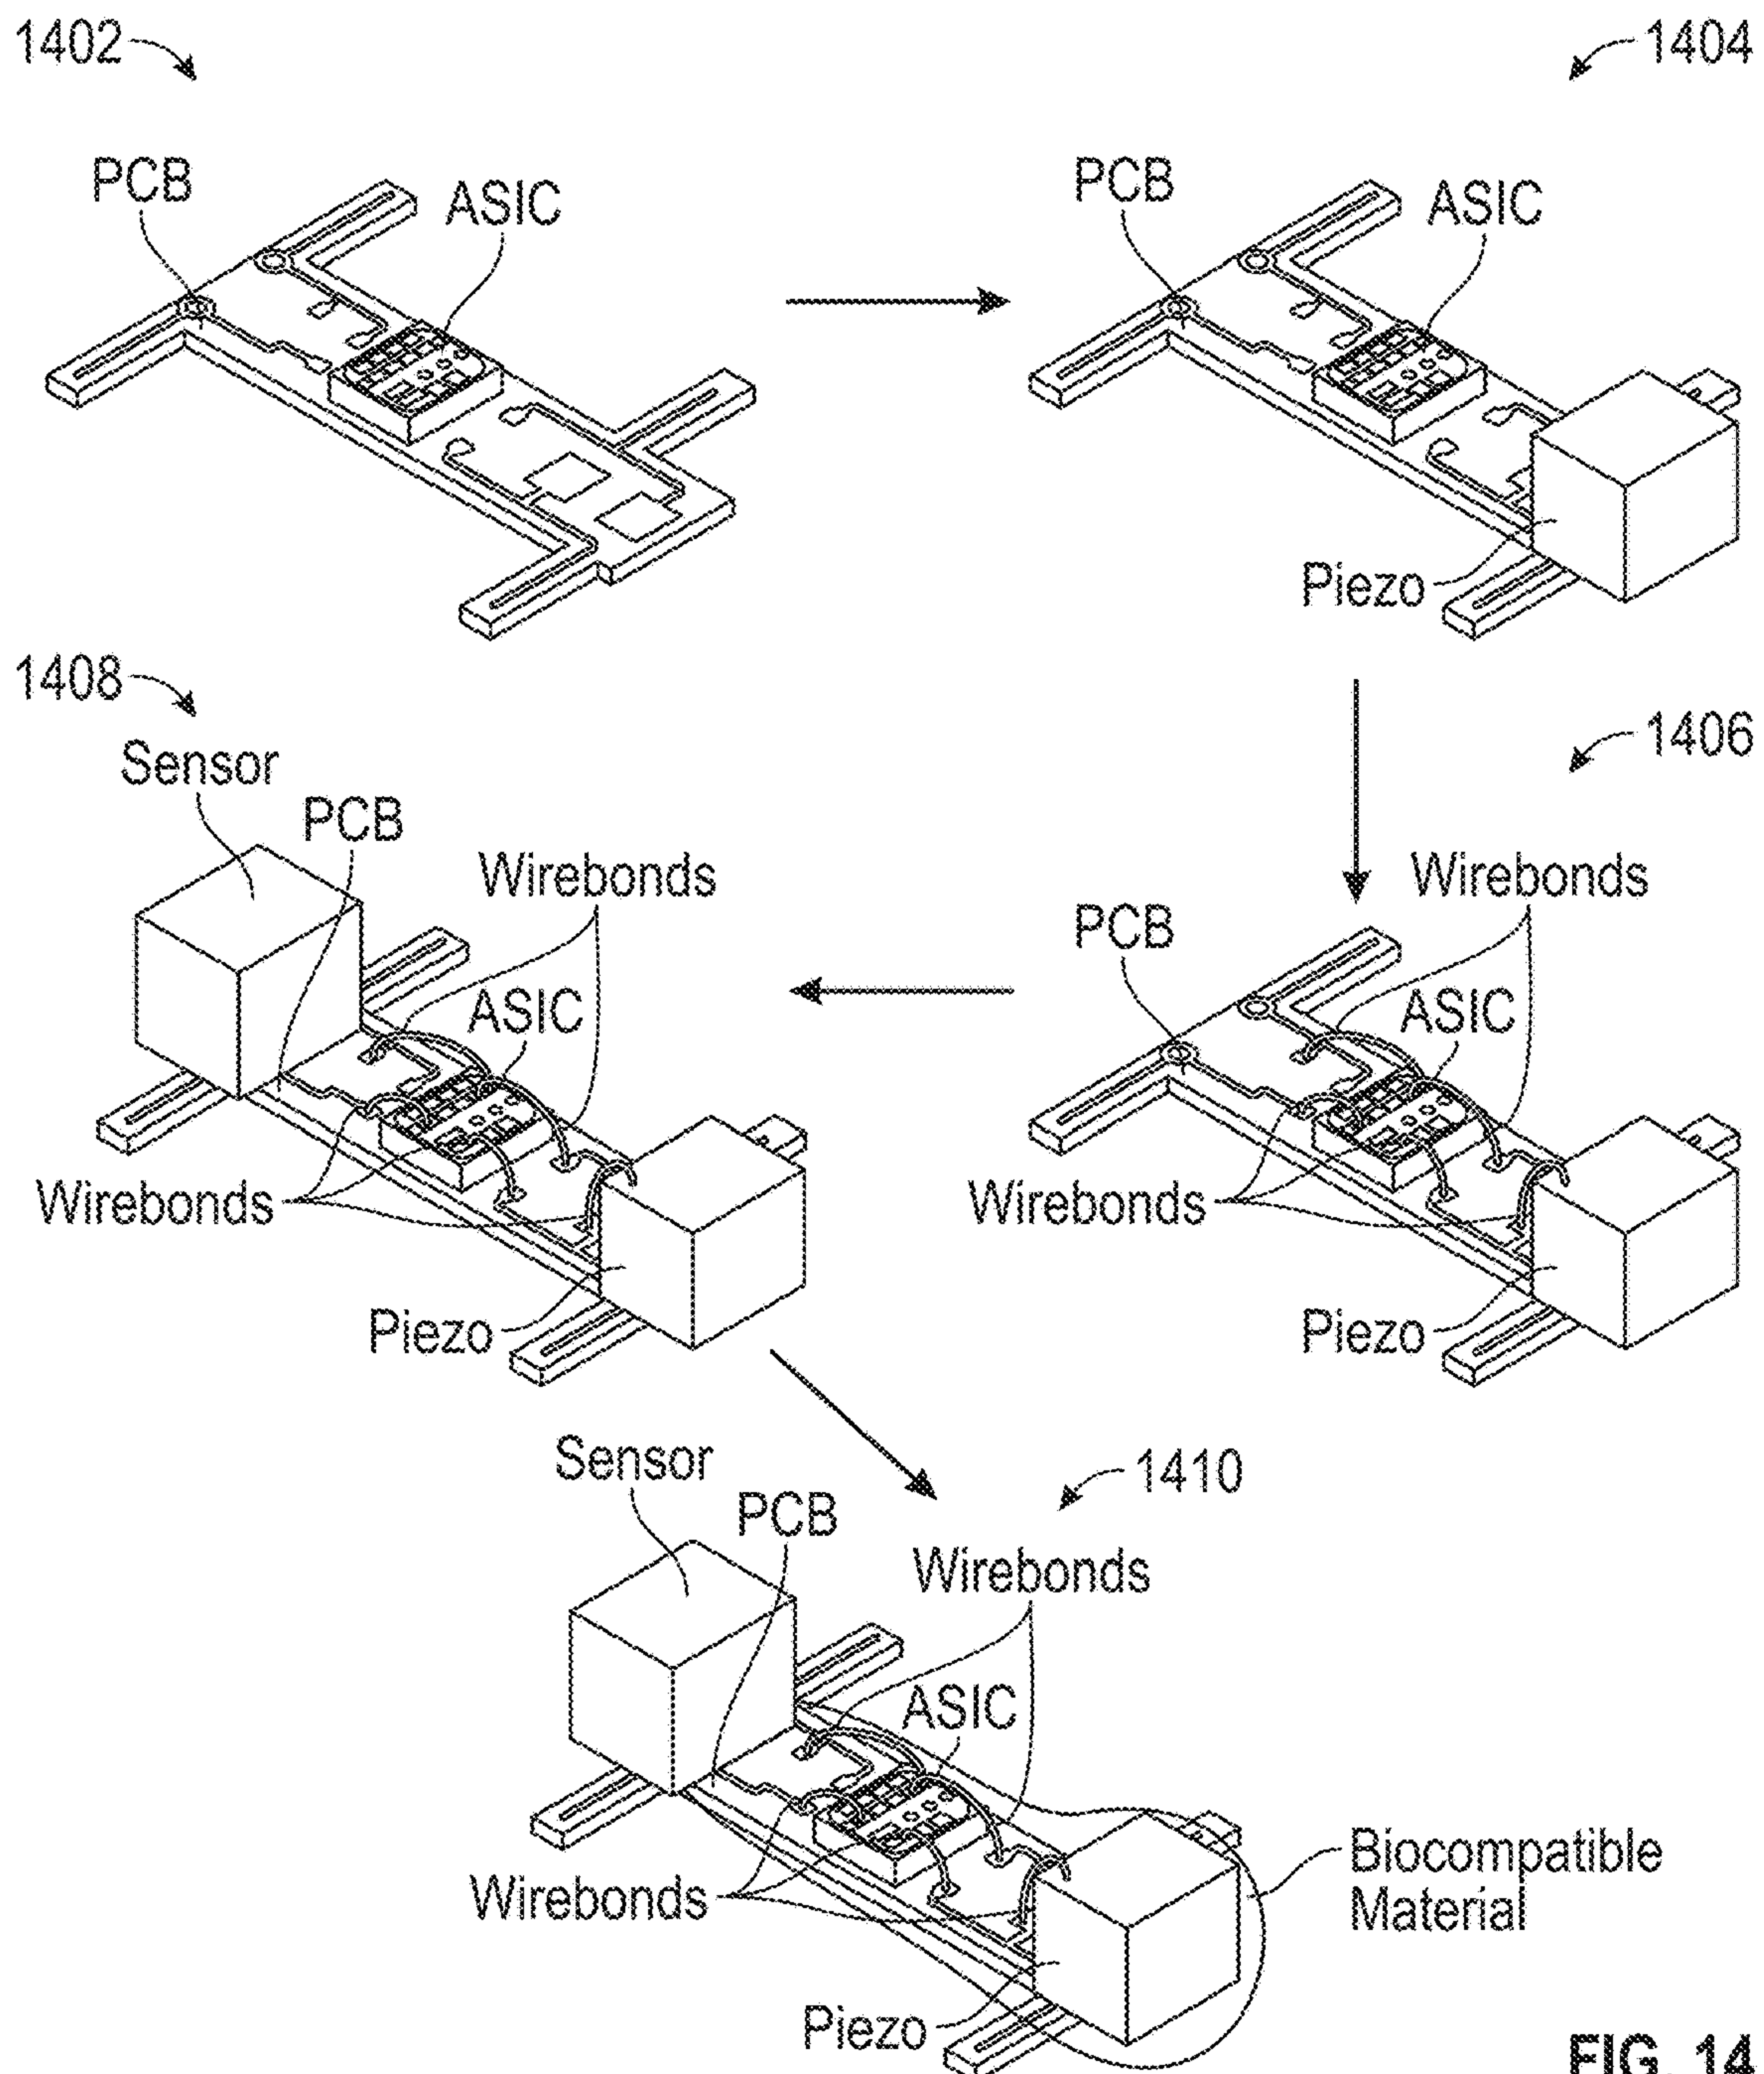 1402
1404
PCB
ASIC
PCB
ASIC
Piezo
1408
1406
Sensor
PCB
Wirebonds
Wirebonds
PCB
ASIC
ASIC
Wirebonds
Wirebonds
Piezo
Piezo
Sensor
1410
PCB
Wirebonds
ASIC
Biocompatible
Material
Wirebonds
Piezo
FIG. 14